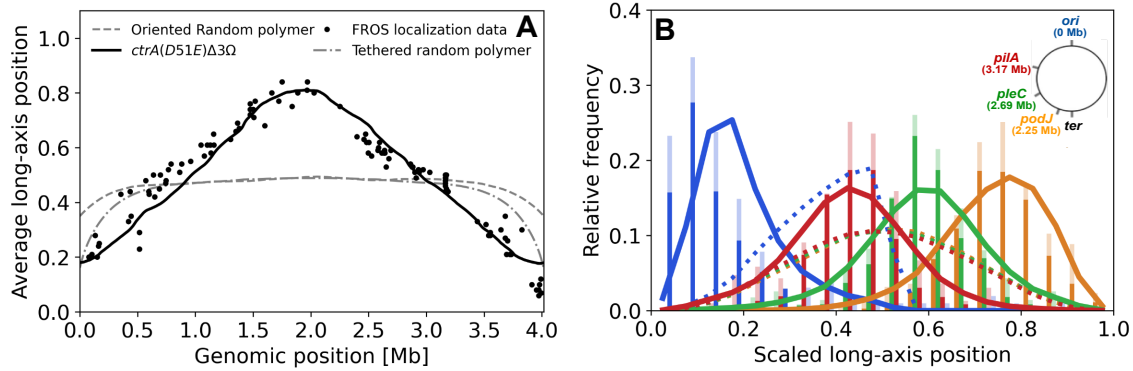 A
Oriented Random polymer
FROS localization data
ctrA(D51E)Δ3Ω
Tethered random polymer
Average long-axis position
1.0
0.8
0.6
0.4
0.2
0.0
0.0 0.5 1.0 1.5 2.0 2.5 3.0 3.5 4.0
Genomic position [Mb]
B
Relative frequency
0.4
0.3
0.2
0.1
0.0
0.0 0.2 0.4 0.6 0.8 1.0
Scaled long-axis position
ori
(0 Mb)
pilA
(3.17 Mb)
pleC
(2.69 Mb)
podJ
(2.25 Mb)
ter